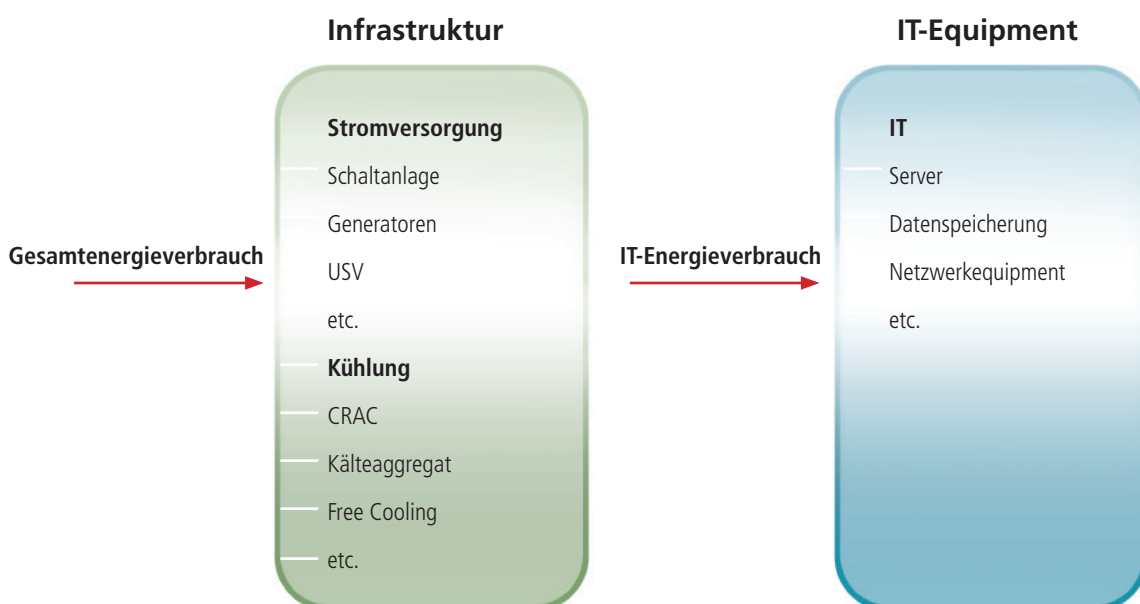 Infrastruktur
Stromversorgung
Schaltanlage
Generatoren
USV
etc.
Kühlung
CRAC
Kälteaggregat
Free Cooling
etc.
Gesamtenergieverbrauch
IT-Energieverbrauch
IT-Equipment
IT
Server
Datenspeicherung
Netzwerkequipment
etc.